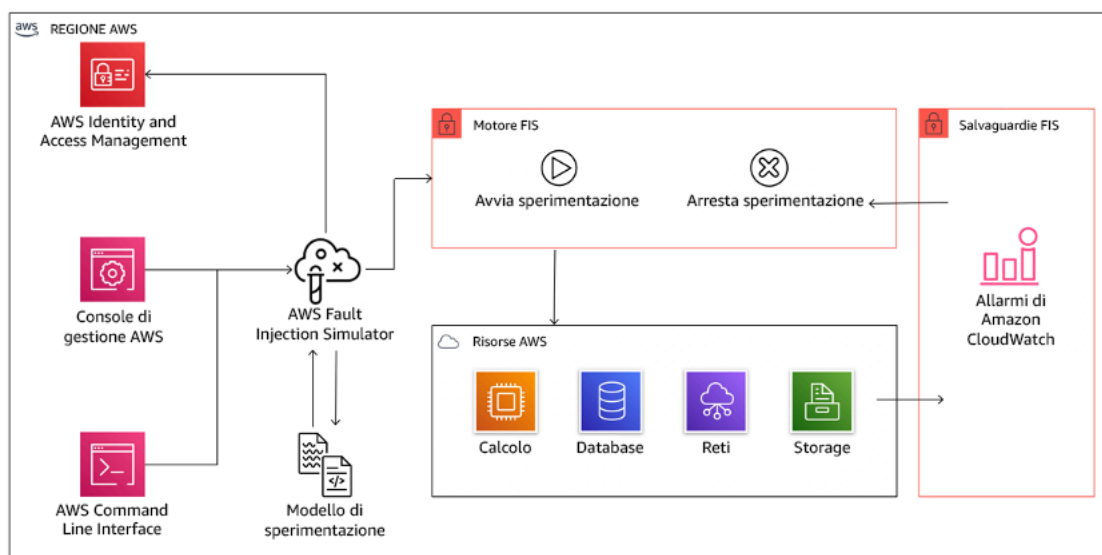 aws
REGIONE AWS
AWS Identity and
Access Management
Console di
gestione AWS
AWS Command
Line Interface
AWS Fault
Injection Simulator
Modello di
sperimentazione
Motore FIS
Avvia sperimentazione
Arresta sperimentazione
Risorse AWS
Calcolo
Database
Reti
Storage
Salvaguardie FIS
Allarmi di
Amazon
CloudWatch